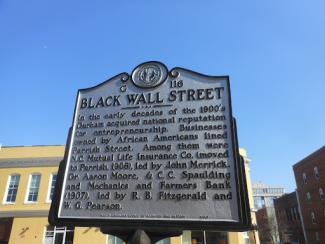 G 116
BLACK WALL STREET
In the early decades of the 1900's
Durham acquired national reputation
for entrepreneurship. Businesses
owned by African Americans lined
Parrish Street. Among them were
N.C. Mutual Life Insurance Co. (moved
to Parrish, 1906), led by John Merrick,
Dr. Aaron Moore, & C. C. Spaulding
and Mechanics and Farmers Bank
(1907), led by R. B. Fitzgerald and
W. G. Pearson.